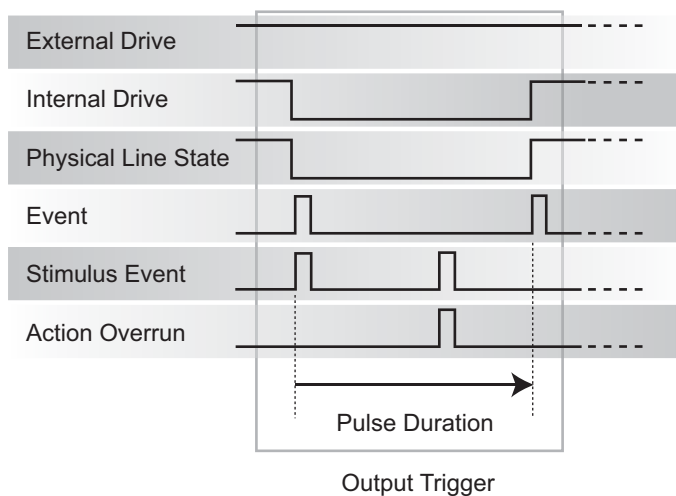 External Drive
Internal Drive
Physical Line State
Event
Stimulus Event
Action Overrun
Pulse Duration
Output Trigger